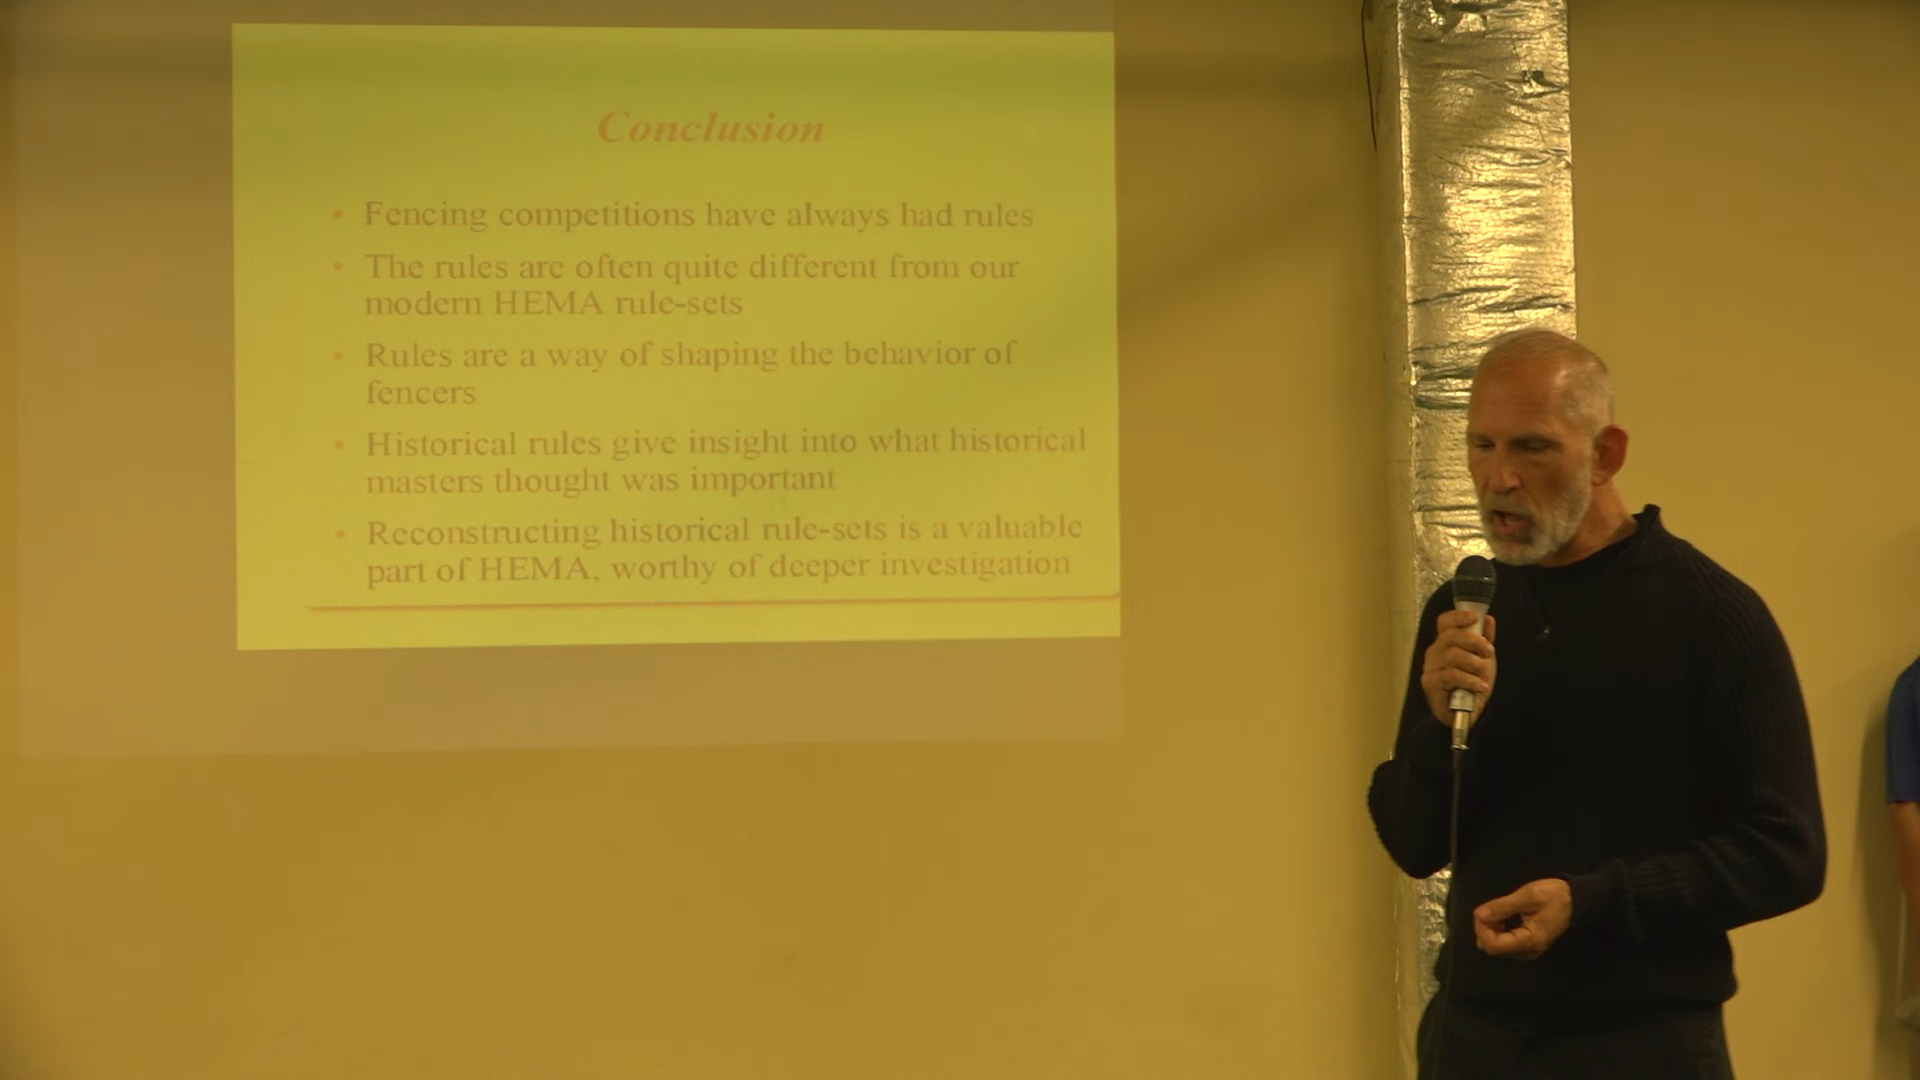 Conclusion
• Fencing competitions have always had rules
• The rules are often quite different from our
modern HEMA rule-sets
• Rules are a way of shaping the behavior of
fencers
• Historical rules give insight into what historical
masters thought was important
• Reconstructing historical rule-sets is a valuable
part of HEMA, worthy of deeper investigation